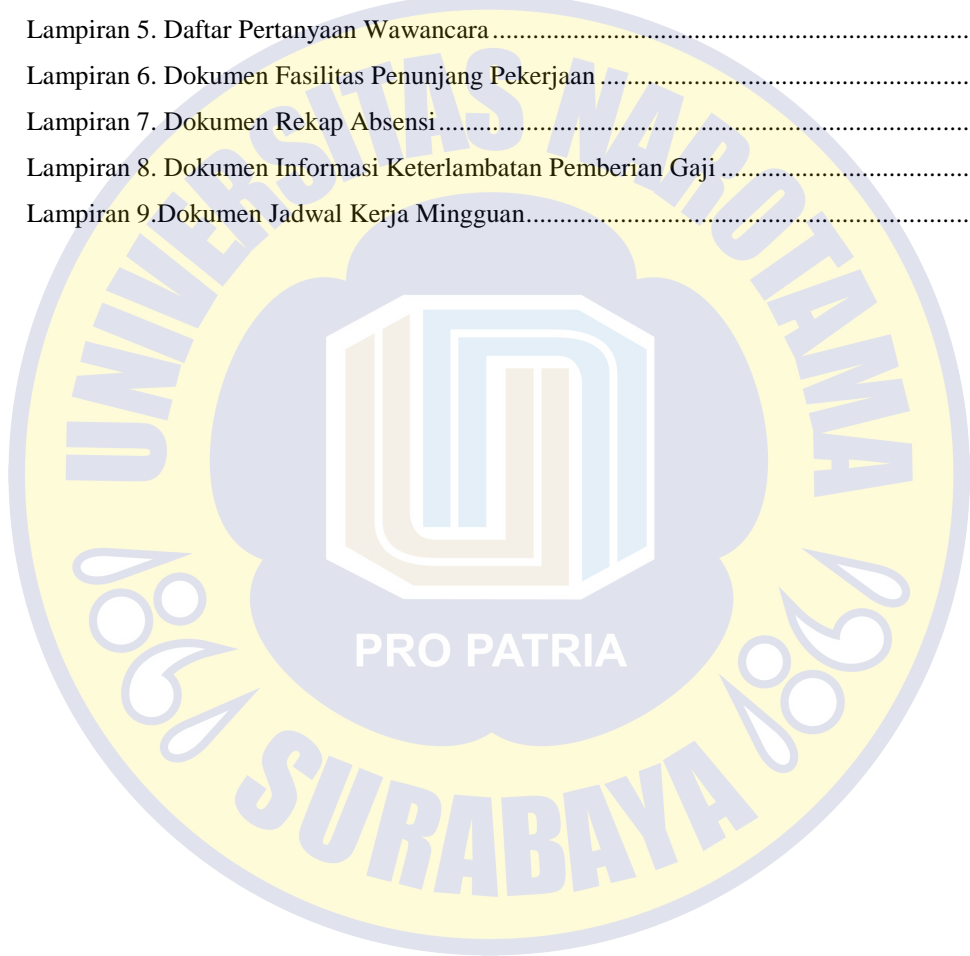 Lampiran 5. Daftar Pertanyaan Wawancara................................................................................
Lampiran 6. Dokumen Fasilitas Penunjang Pekerjaan..............................................................
Lampiran 7. Dokumen Rekap Absensi.......................................................................................
Lampiran 8. Dokumen Informasi Keterlambatan Pemberian Gaji..........................................
Lampiran 9.Dokumen Jadwal Kerja Mingguan.........................................................................
UNIVERSITAS NAROTAMA
PRO PATRIA
SURABAYA